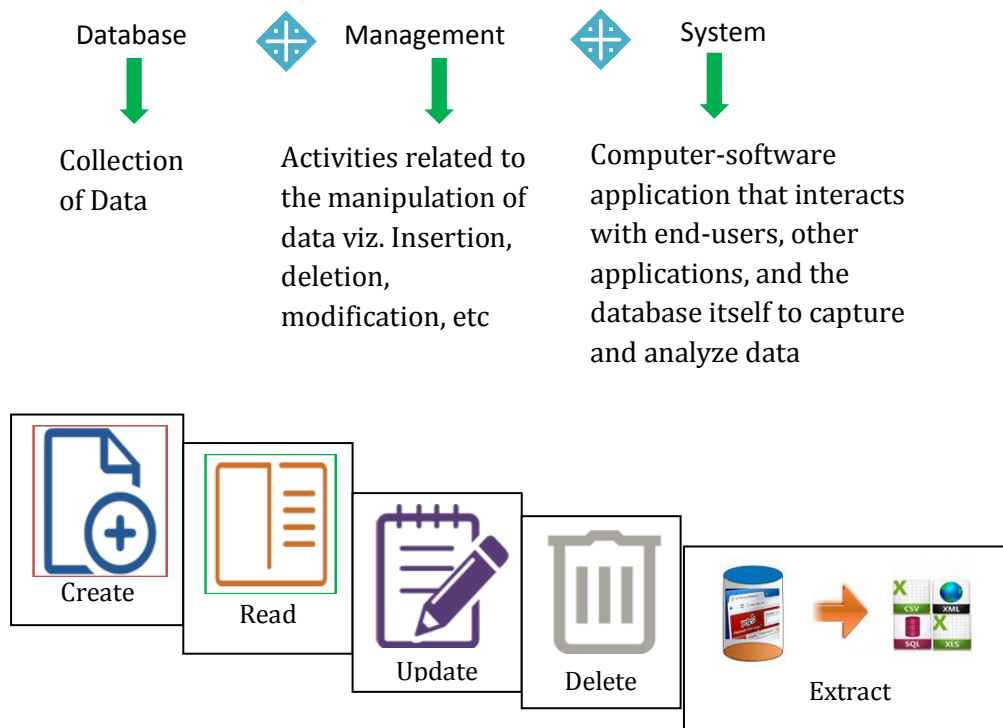 Database Management System
Collection
of Data
Activities related to
the manipulation of
data viz. Insertion,
deletion,
modification, etc
Computer-software
application that interacts
with end-users, other
applications, and the
database itself to capture
and analyze data
Create
Read
Update
Delete
CSV XML
SQL XLS
Extract